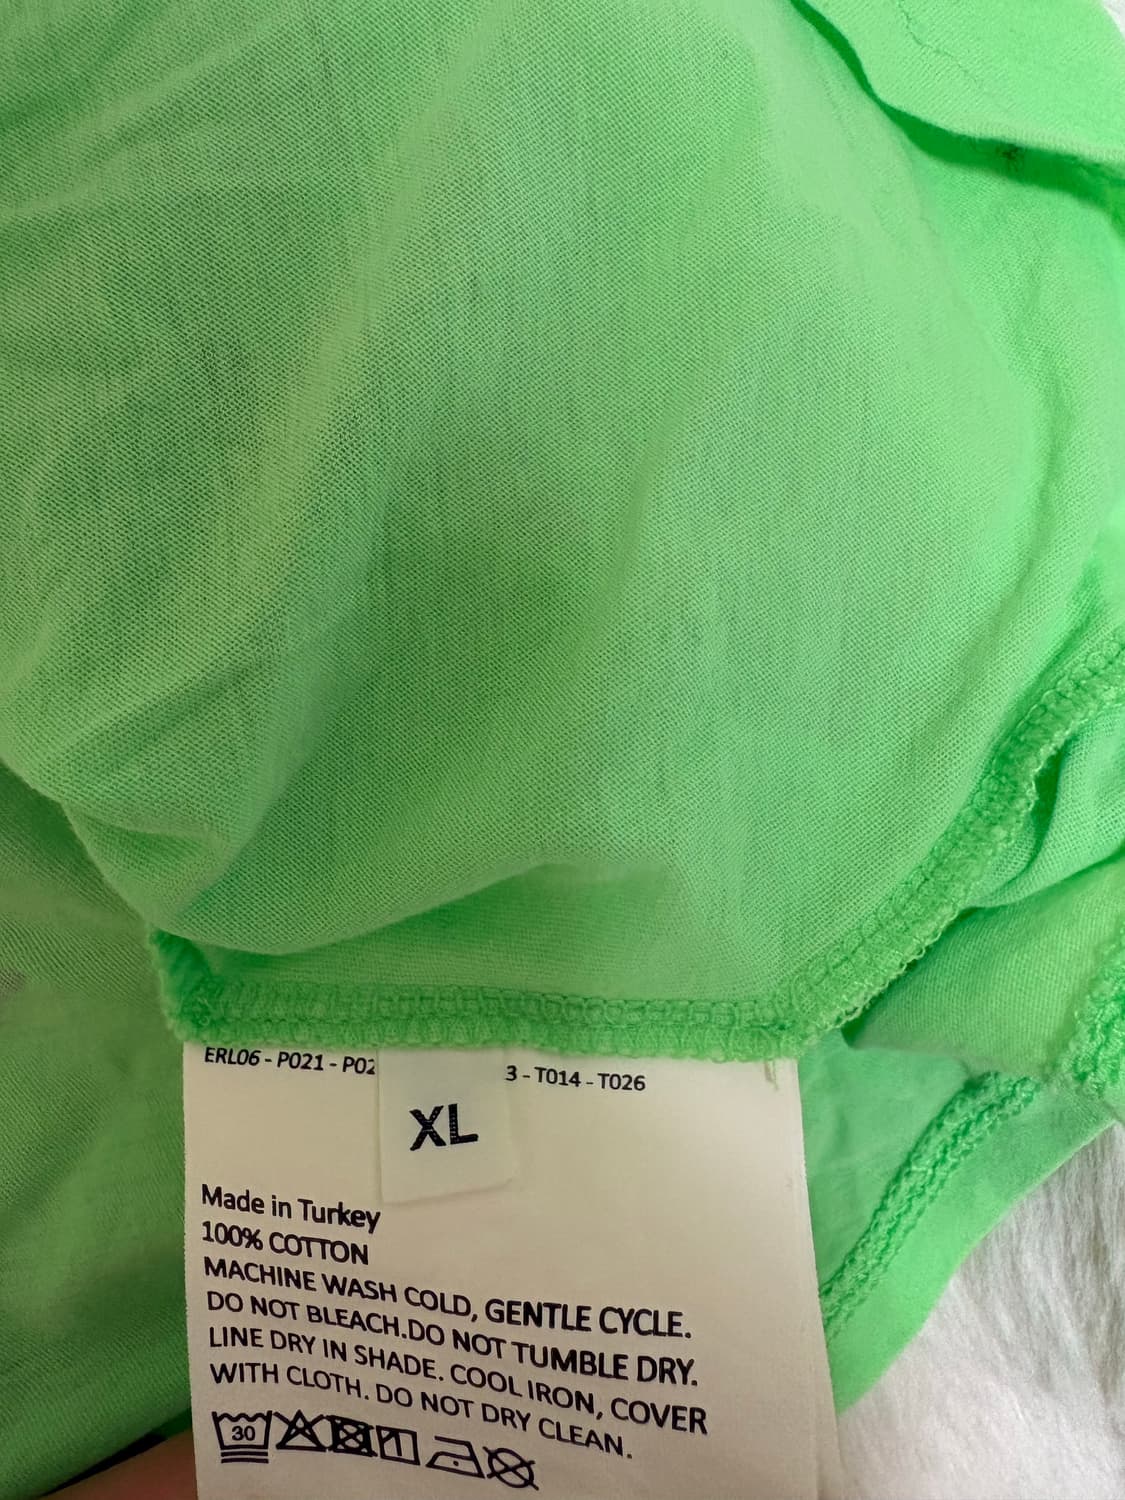 ERL06 - P021 - P02 3 - T014 - T026
XL
Made in Turkey
100% COTTON
MACHINE WASH COLD, GENTLE CYCLE.
DO NOT BLEACH.DO NOT TUMBLE DRY.
LINE DRY IN SHADE. COOL IRON, COVER
WITH CLOTH. DO NOT DRY CLEAN.
30